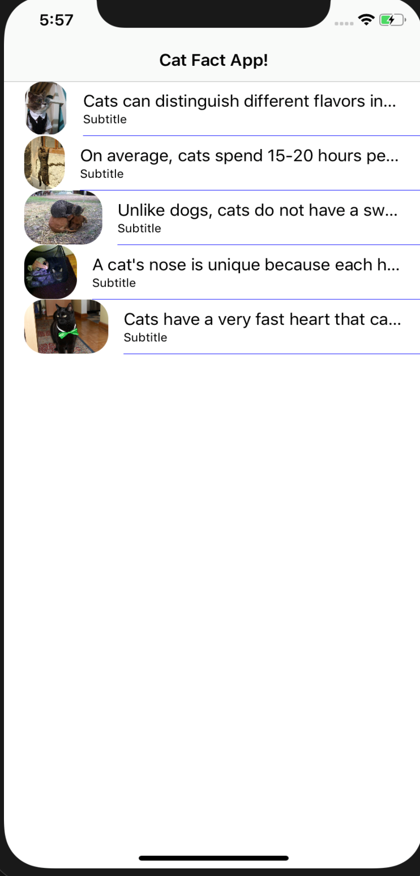 5:57
Cat Fact App!
Cats can distinguish different flavors in...
Subtitle
On average, cats spend 15-20 hours pe...
Subtitle
Unlike dogs, cats do not have a sw...
Subtitle
A cat's nose is unique because each h...
Subtitle
Cats have a very fast heart that ca...
Subtitle